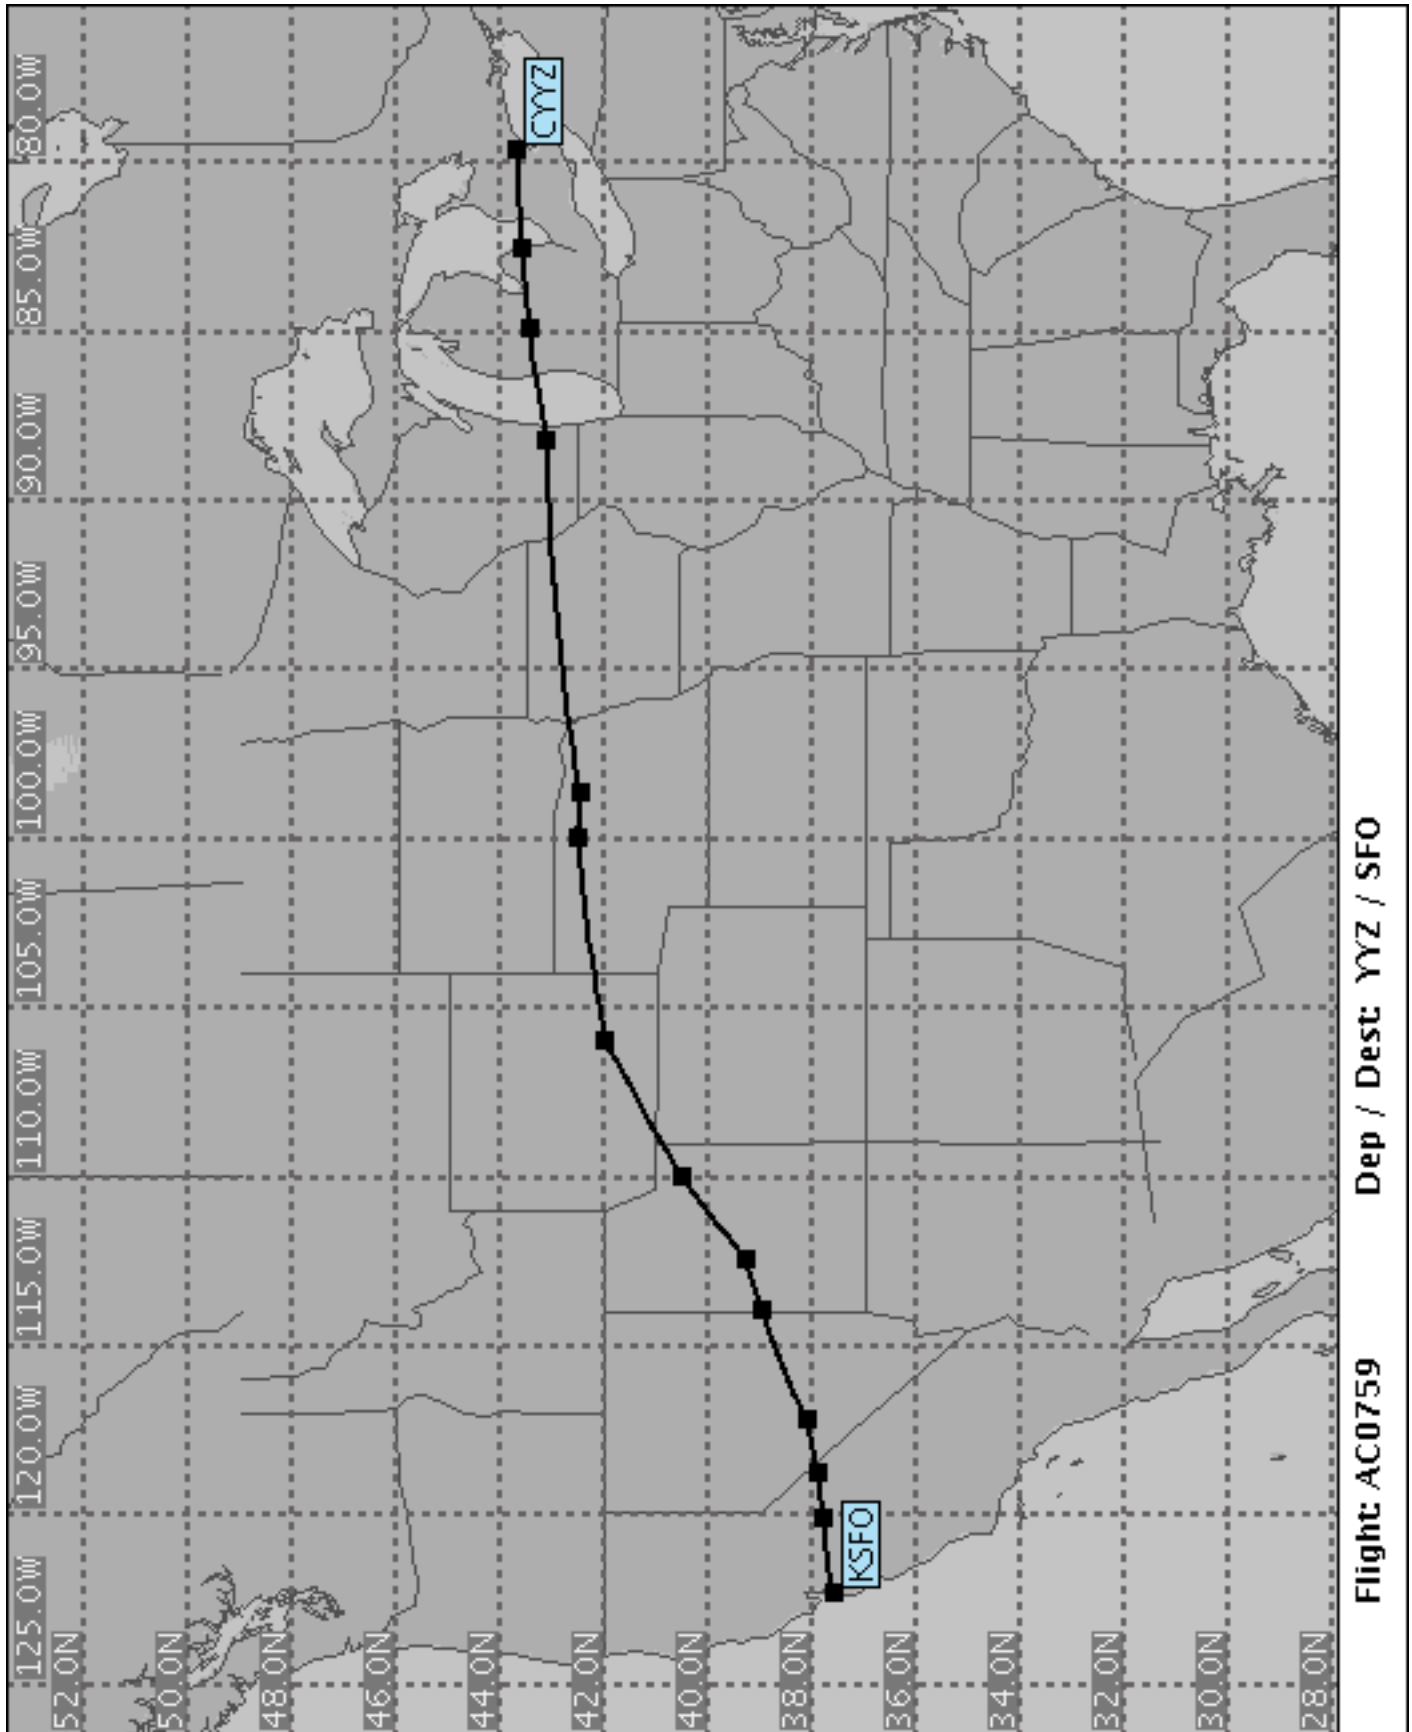 125.0W
120.0W
115.0W
110.0W
105.0W
100.0W
95.0W
90.0W
85.0W
80.0W
52.0N
50.0N
48.0N
46.0N
44.0N
42.0N
40.0N
38.0N
36.0N
34.0N
32.0N
30.0N
28.0N
CYYZ
KSFO
Flight: AC0759 Dep / Dest: YYZ / SFO